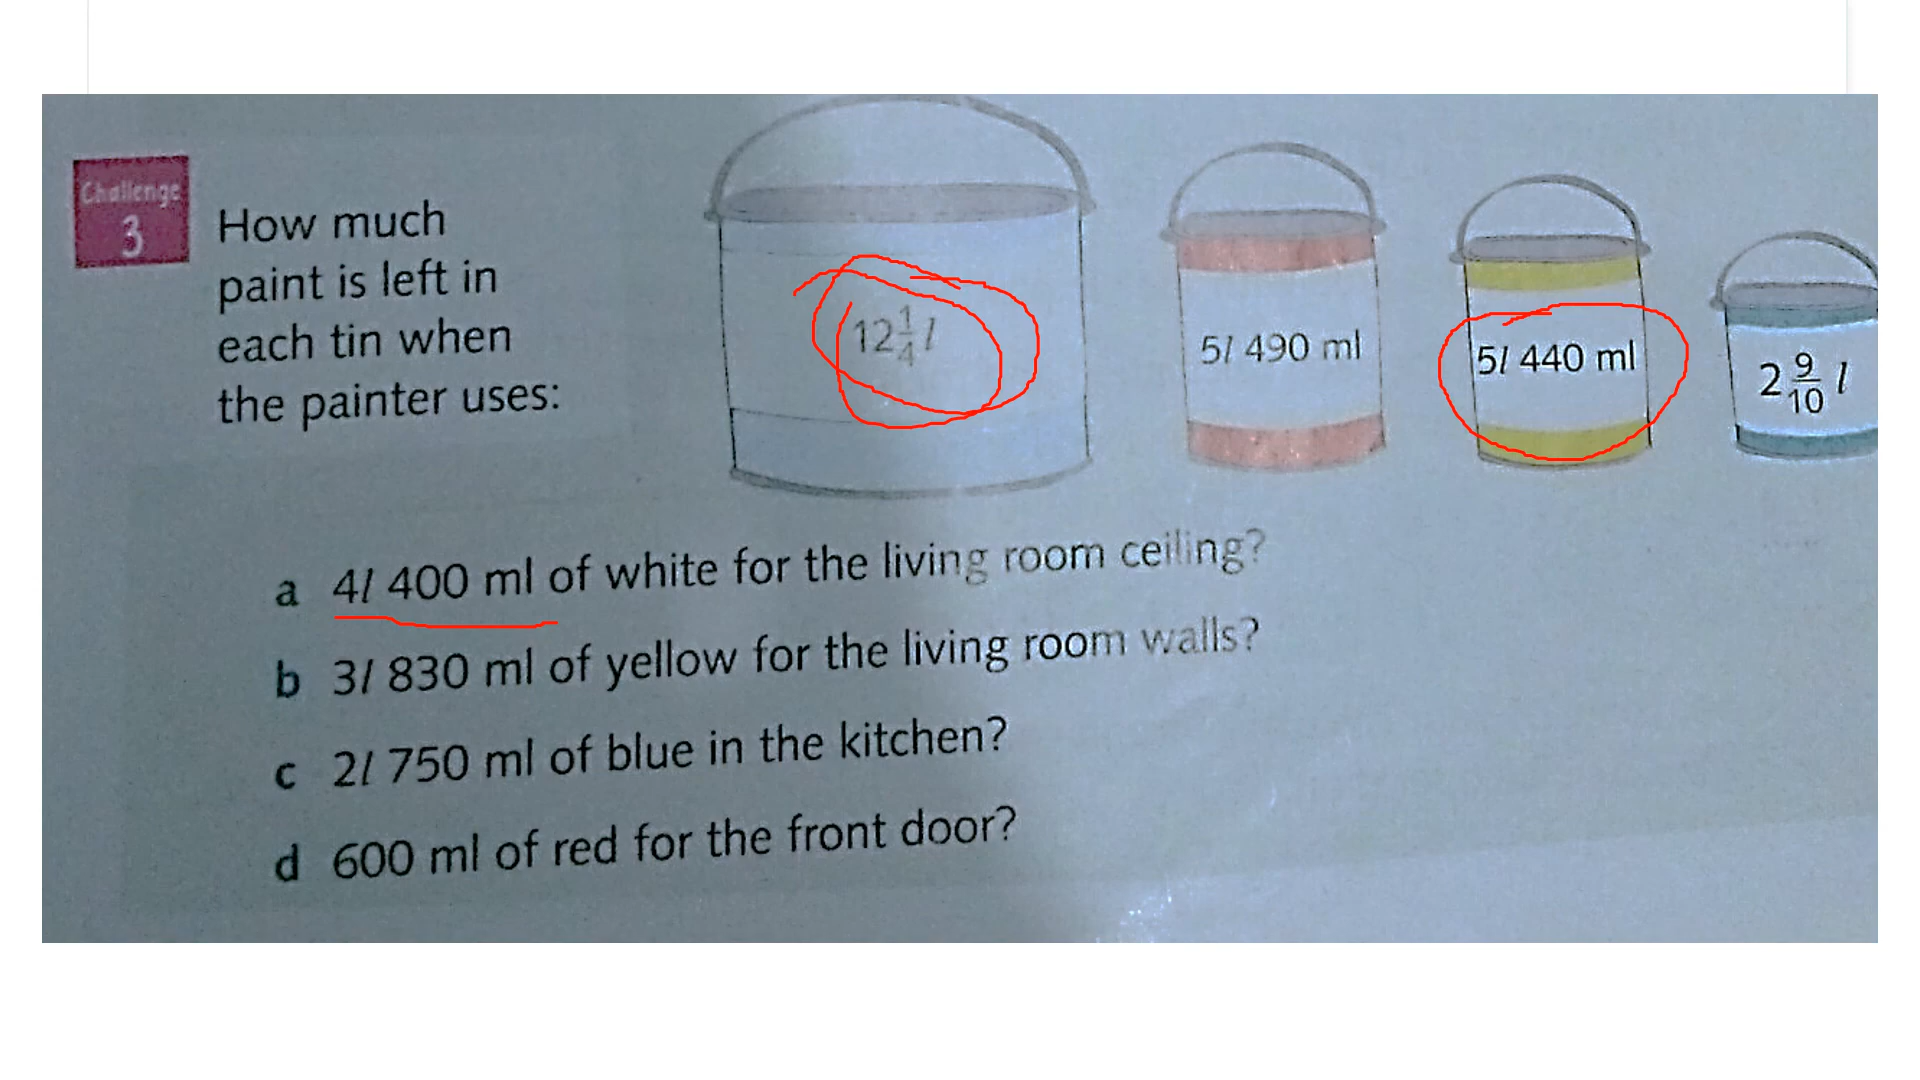 Challenge
3
How much
paint is left in
each tin when
the painter uses:
12 1/4 l
5l 490 ml
5l 440 ml
2 9/10 l
a 4l 400 ml of white for the living room ceiling?
b 3l 830 ml of yellow for the living room walls?
c 2l 750 ml of blue in the kitchen?
d 600 ml of red for the front door?